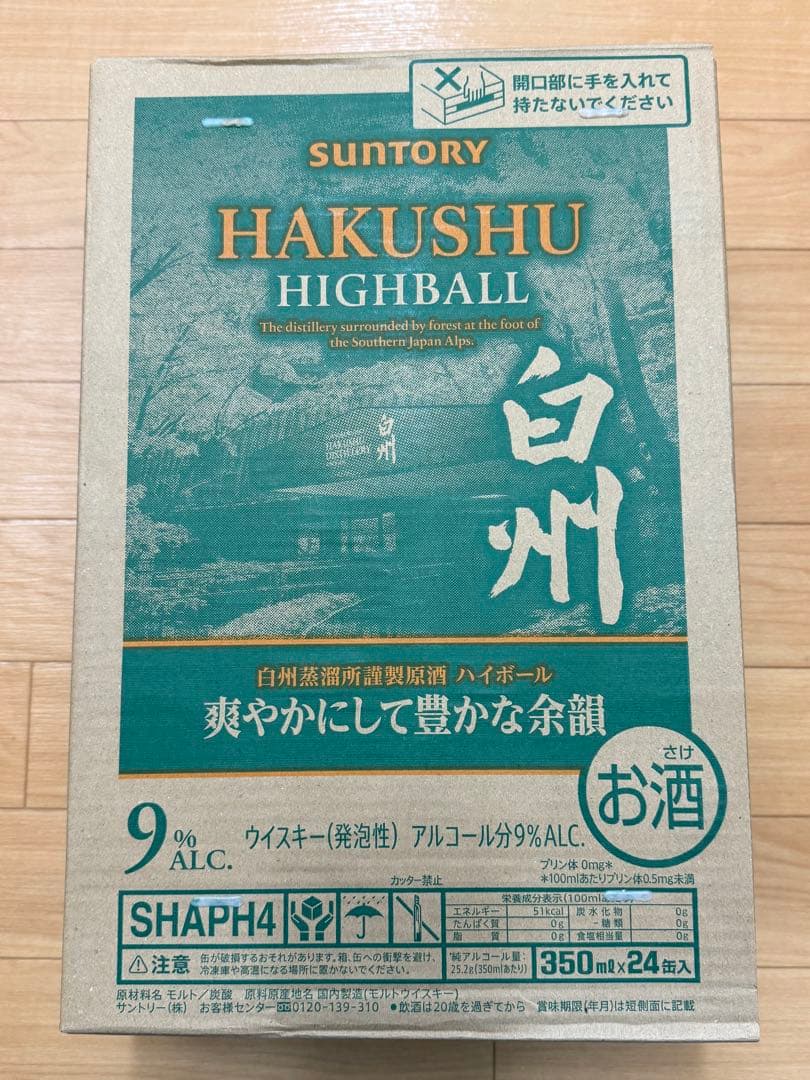 開口部に手を入れて
持たないでください
SUNTORY
HAKUSHU
HIGHBALL
The distillery surrounded by forest at the foot of
the Southern Japan Alps.
白州
HAKUSHU
DISTILLERY
白州
白州蒸溜所謹製原酒 ハイボール
爽やかにして豊かな余韻
さけ
お酒
9%
ALC.
ウイスキー(発泡性) アルコール分9%ALC.
プリン体 0mg*
*100mlあたりプリン体0.5mg未満
カッター禁止
SHAPH4
栄養成分表示(100ml
エネルギー 51kcal 炭水化物 0g
たんぱく質 0g -糖類 0g
脂質 0g 食塩相当量 0g
注意 缶が破損するおそれがあります。箱、缶への衝撃を避け、
冷凍庫や高温になる場所に置かないでください。
純アルコール量:
25.2g(350mlあたり)
350ml×24缶入
原材料名 モルト/炭酸 原料原産地名 国内製造(モルトウイスキー)
サントリー(株) お客様センター 0120-139-310 ●飲酒は20歳を過ぎてから 賞味期限(年月)は短側面に記載